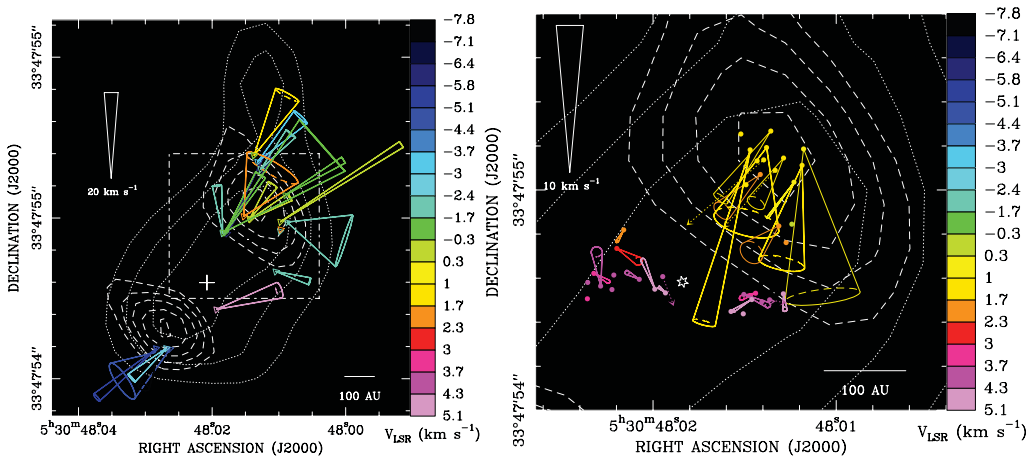 DECLINATION (J2000)
33°47'55"
33°47'55"
33°47'54"
20 km s⁻¹
100 AU
5ʰ30ᵐ48ˢ.04
48ˢ.02
48ˢ.00
RIGHT ASCENSION (J2000)
−7.8
−7.1
−6.4
−5.8
−5.1
−4.4
−3.7
−3
−2.4
−1.7
−0.3
0.3
1
1.7
2.3
3
3.7
4.3
5.1
V_LSR (km s⁻¹)
DECLINATION (J2000)
33°47'55"
33°47'54"
10 km s⁻¹
100 AU
5ʰ30ᵐ48ˢ.02
48ˢ.01
RIGHT ASCENSION (J2000)
−7.8
−7.1
−6.4
−5.8
−5.1
−4.4
−3.7
−3
−2.4
−1.7
−0.3
0.3
1
1.7
2.3
3
3.7
4.3
5.1
V_LSR (km s⁻¹)